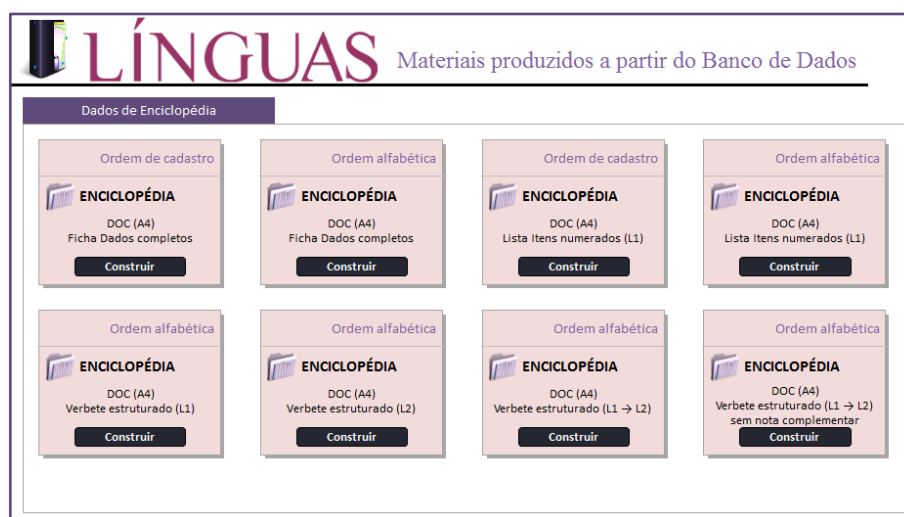 LÍNGUAS Materiais produzidos a partir do Banco de Dados
Dados de Enciclopédia
Ordem de cadastro
ENCICLOPÉDIA
DOC (A4)
Ficha Dados completos
Construir
Ordem alfabética
ENCICLOPÉDIA
DOC (A4)
Ficha Dados completos
Construir
Ordem de cadastro
ENCICLOPÉDIA
DOC (A4)
Lista Itens numerados (L1)
Construir
Ordem alfabética
ENCICLOPÉDIA
DOC (A4)
Lista Itens numerados (L1)
Construir
Ordem alfabética
ENCICLOPÉDIA
DOC (A4)
Verbete estruturado (L1)
Construir
Ordem alfabética
ENCICLOPÉDIA
DOC (A4)
Verbete estruturado (L2)
Construir
Ordem alfabética
ENCICLOPÉDIA
DOC (A4)
Verbete estruturado (L1 → L2)
Construir
Ordem alfabética
ENCICLOPÉDIA
DOC (A4)
Verbete estruturado (L1 → L2)
sem nota complementar
Construir